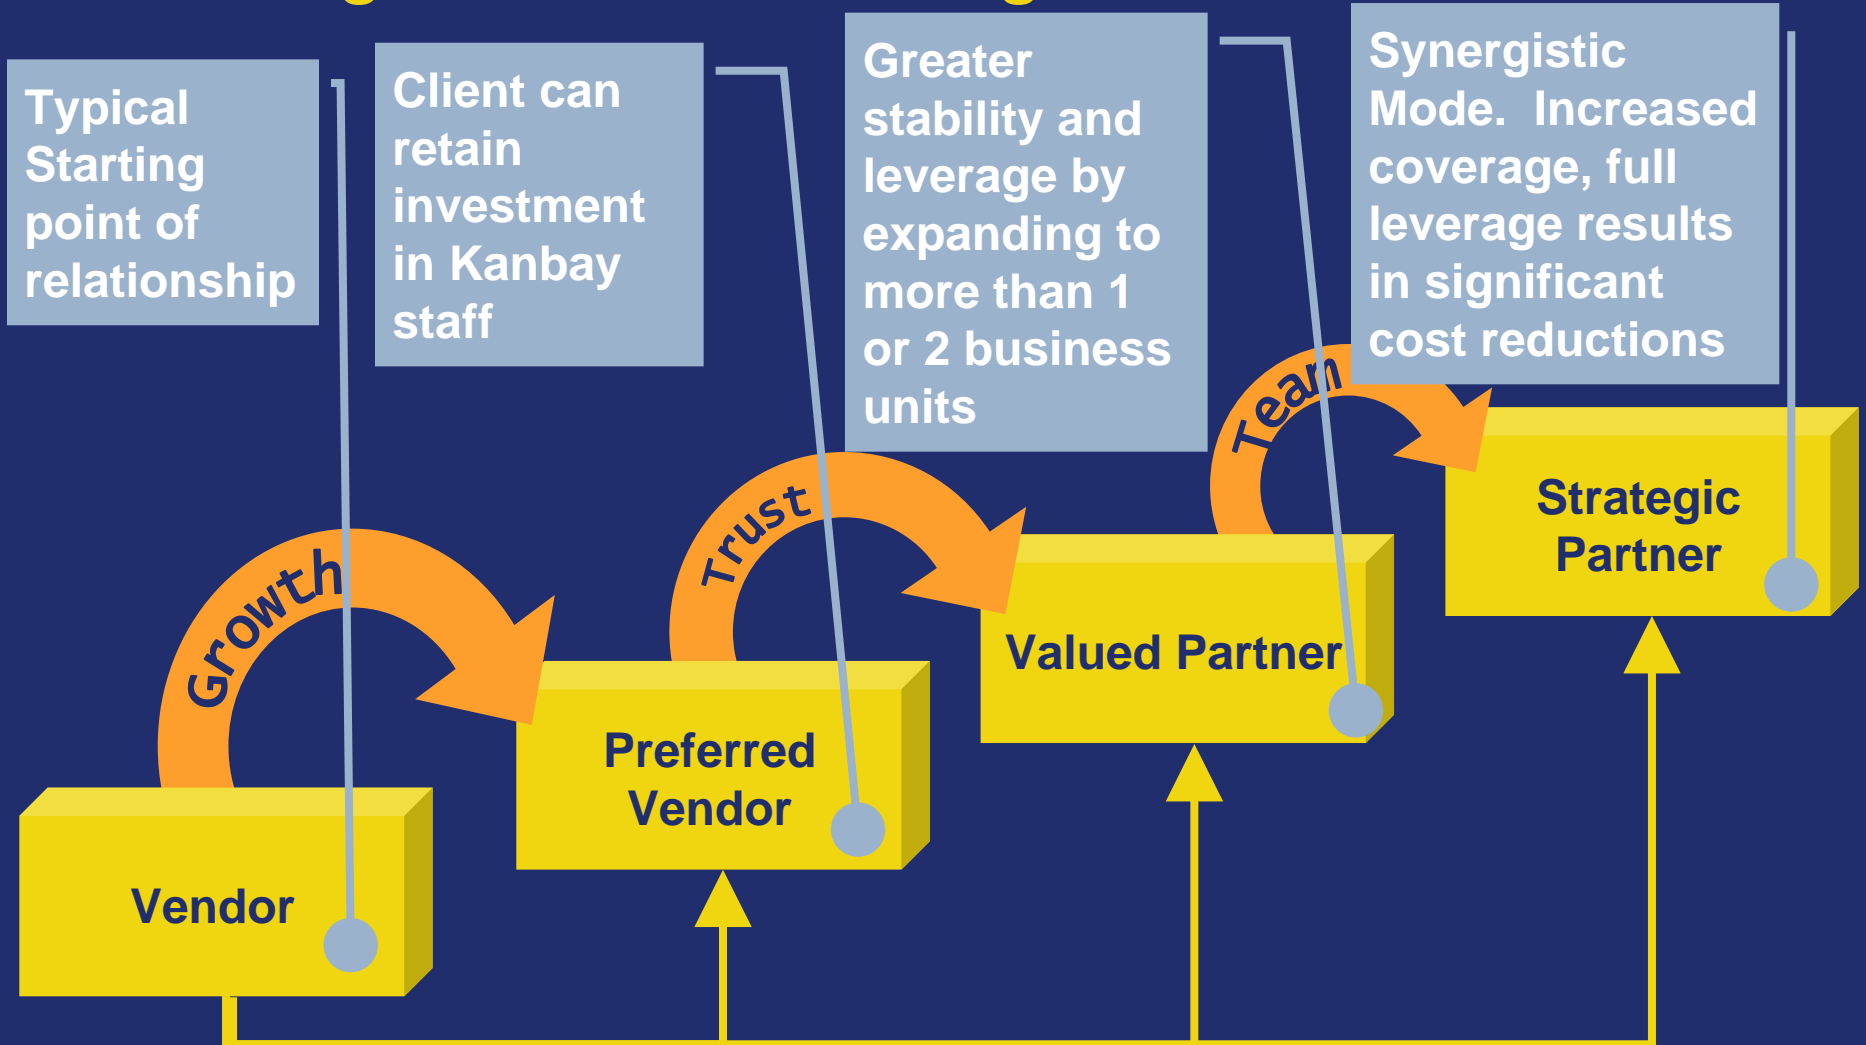 Typical
Starting
point of
relationship
Client can
retain
investment
in Kanbay
staff
Greater
stability and
leverage by
expanding to
more than 1
or 2 business
units
Synergistic
Mode.  Increased
coverage, full
leverage results
in significant
cost reductions
Growth
Trust
Team
Vendor
Preferred
Vendor
Valued Partner
Strategic
Partner